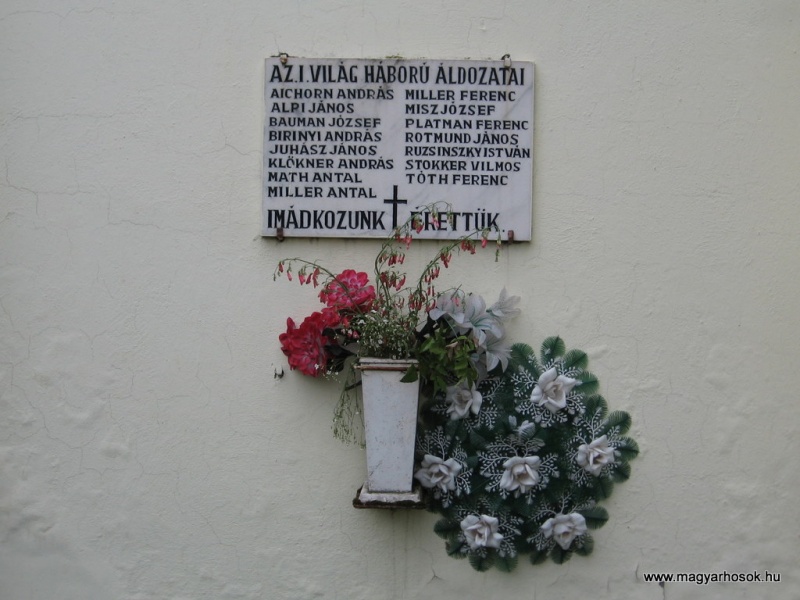 AZ.I.VILÁG HÁBORÚ ÁLDOZATAI
AICHORN ANDRÁS
ALPI JÁNOS
BAUMAN JÓZSEF
BIRINYI ANDRÁS
JUHÁSZ JÁNOS
KLÖKNER ANDRÁS
MATH ANTAL
MILLER ANTAL
MILLER FERENC
MISZ JÓZSEF
PLATMAN FERENC
ROTMUND JÁNOS
RUZSINSZKY ISTVÁN
STOKKER VILMOS
TÓTH FERENC
IMÁDKOZUNK ÉRETTÜK.
www.magyarhosok.hu